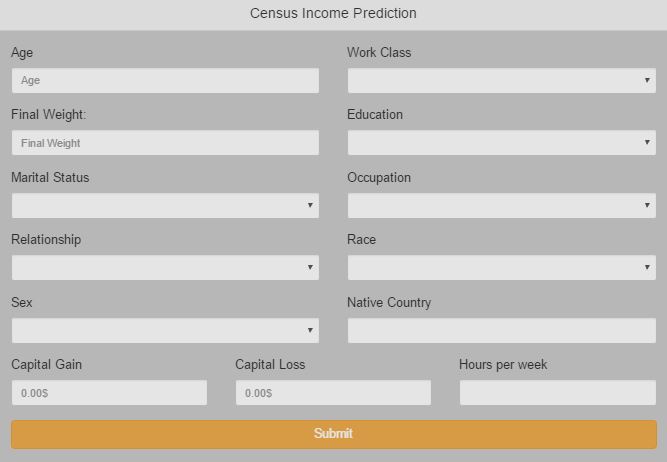 Census Income Prediction
Age Work Class
Age
Final Weight: Education
Final Weight
Marital Status Occupation
Relationship Race
Sex Native Country
Capital Gain Capital Loss Hours per week
0.00$ 0.00$
Submit